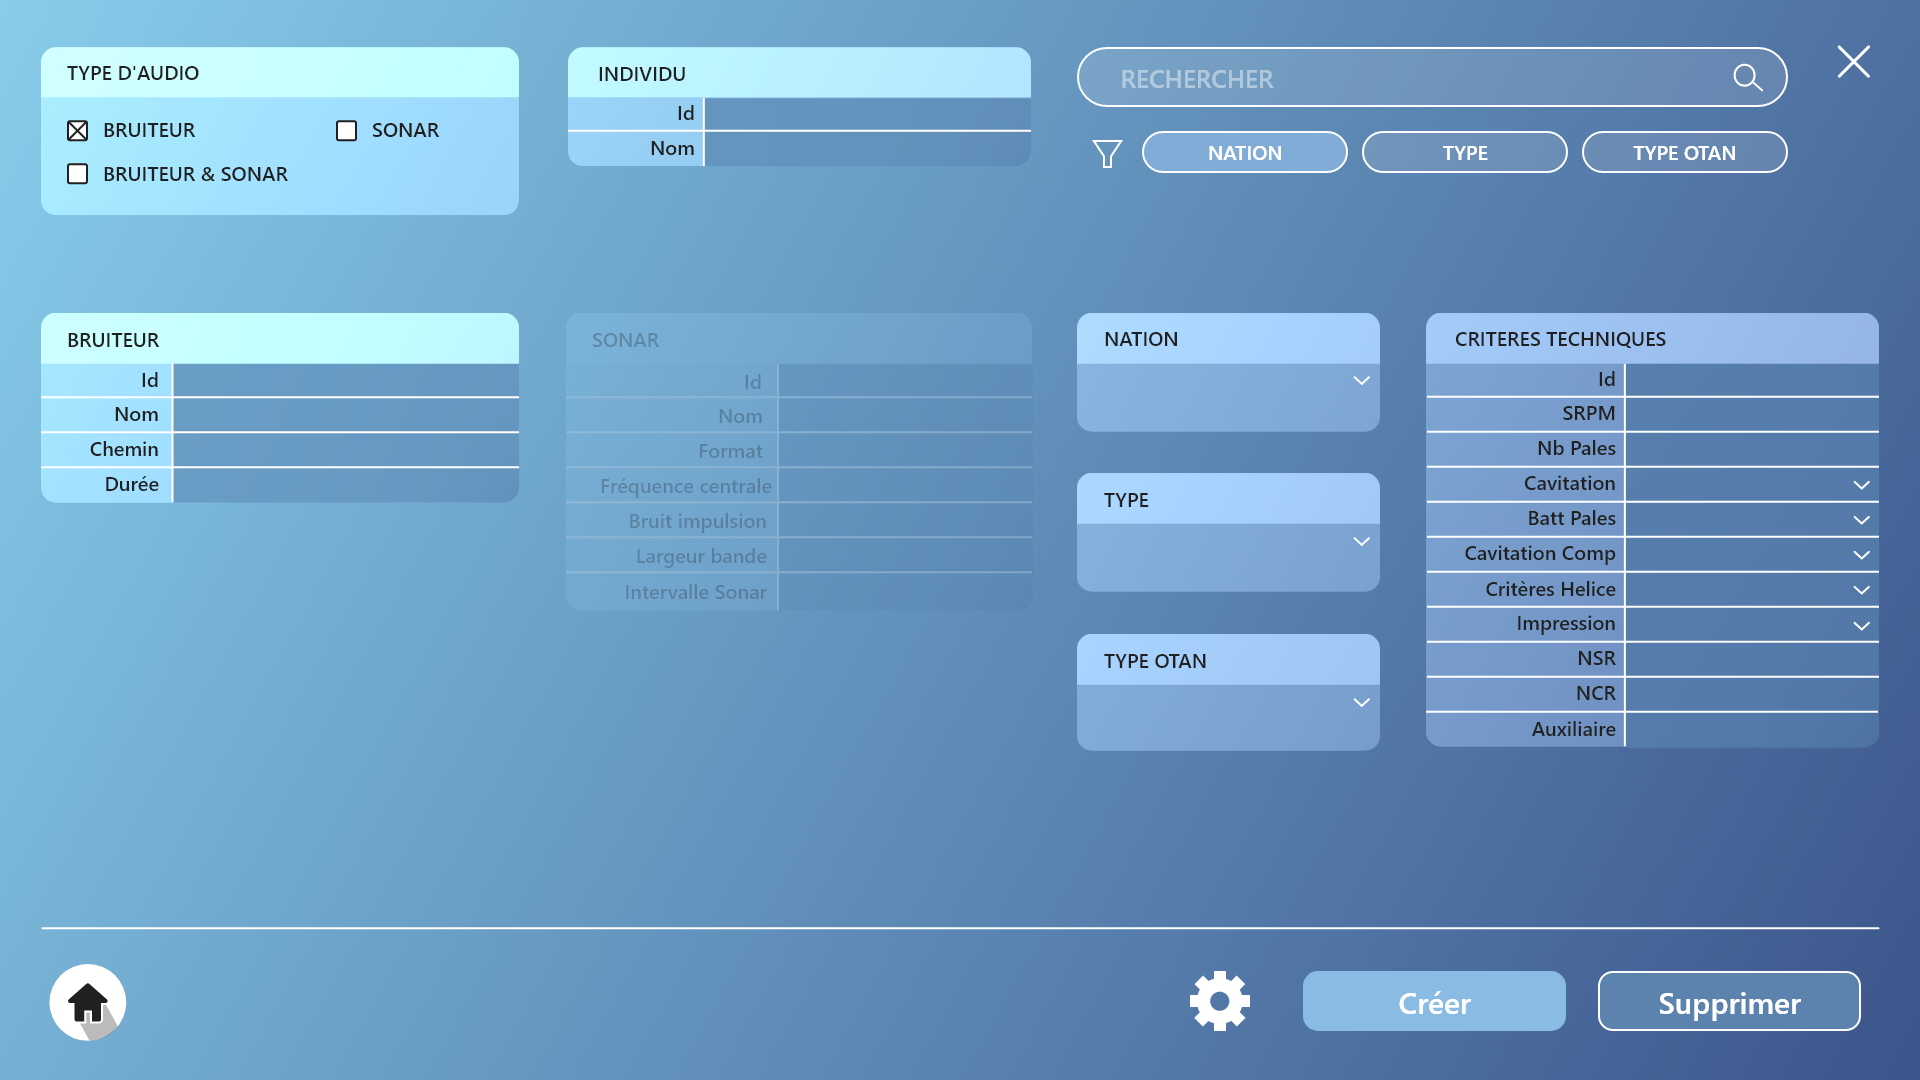 TYPE D'AUDIO
BRUITEUR
SONAR
BRUITEUR & SONAR
INDIVIDU
Id
Nom
RECHERCHER
NATION
TYPE
TYPE OTAN
BRUITEUR
Id
Nom
Chemin
Durée
SONAR
Id
Nom
Format
Fréquence centrale
Bruit impulsion
Largeur bande
Intervalle Sonar
NATION
TYPE
TYPE OTAN
CRITERES TECHNIQUES
Id
SRPM
Nb Pales
Cavitation
Batt Pales
Cavitation Comp
Critères Helice
Impression
NSR
NCR
Auxiliaire
Créer
Supprimer